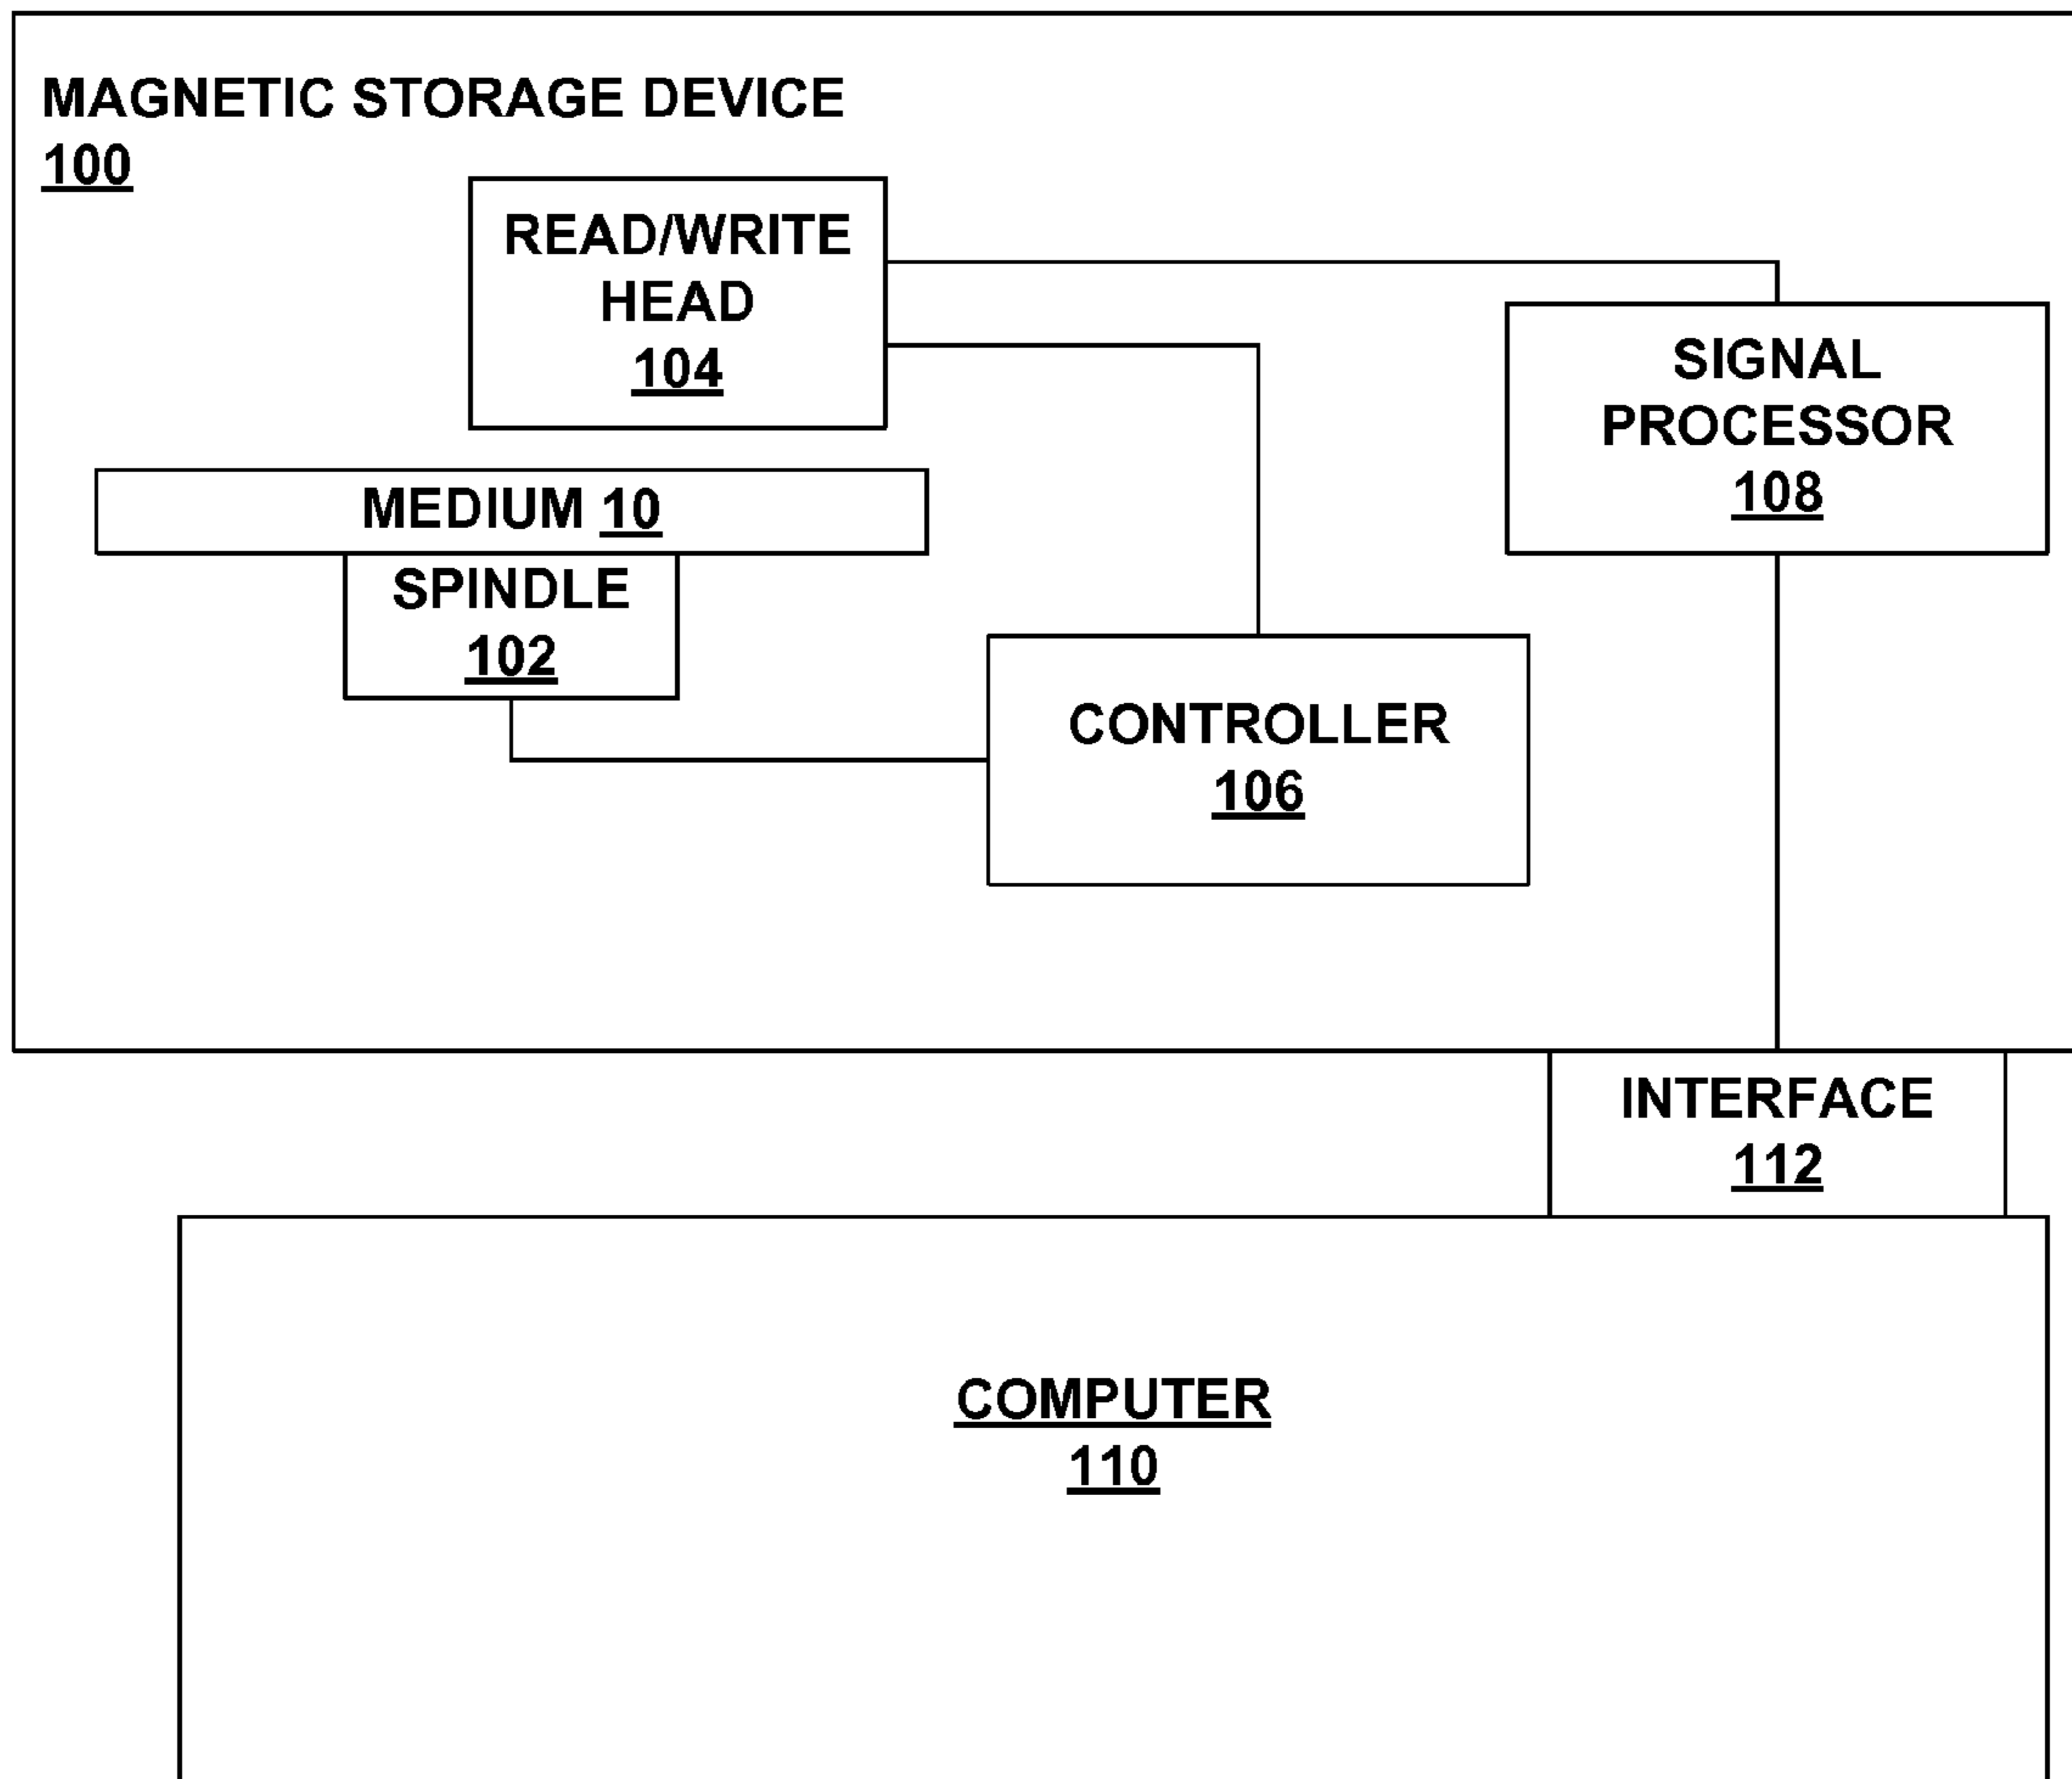 MAGNETIC STORAGE DEVICE
100
READ/WRITE
HEAD
104
SIGNAL
PROCESSOR
108
MEDIUM 10
SPINDLE
102
CONTROLLER
106
INTERFACE
112
COMPUTER
110